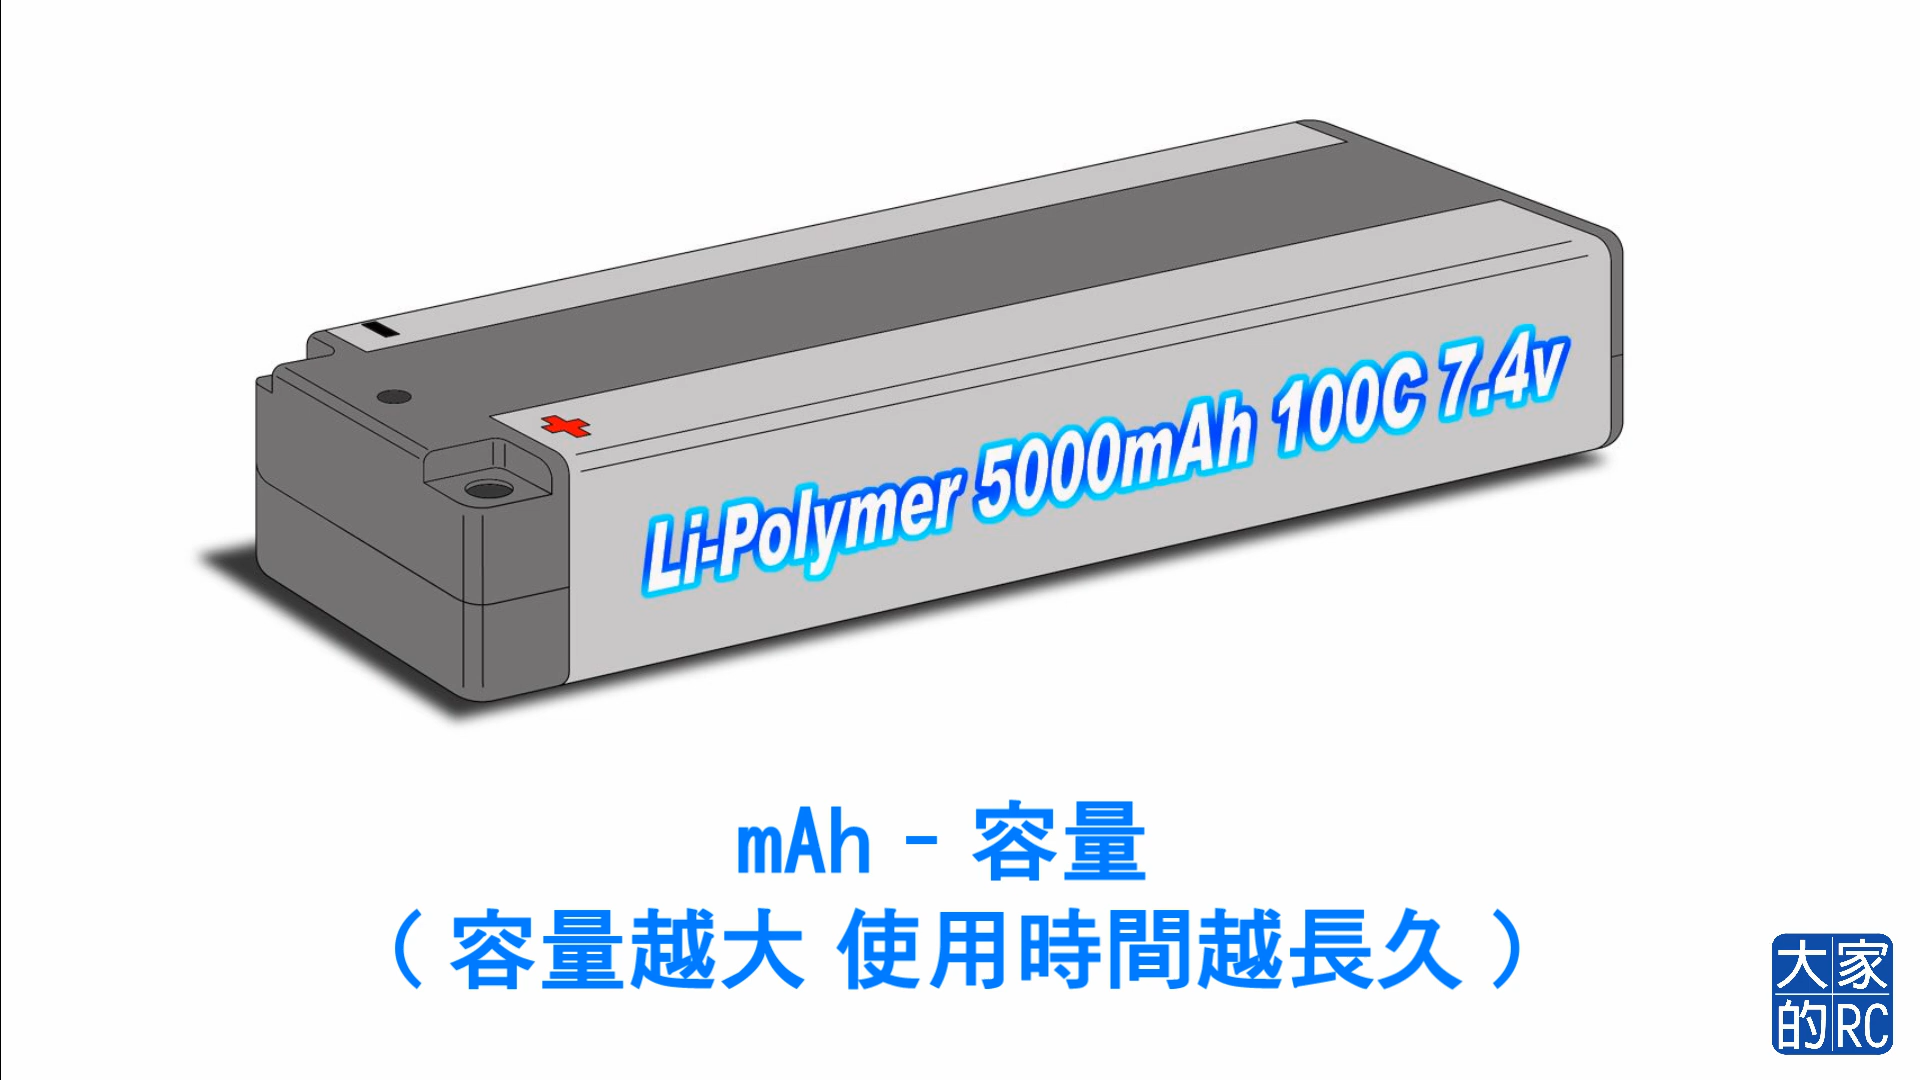 Li-Polymer 5000mAh 100C 7.4v
mAh - 容量
( 容量越大 使用時間越長久 )
大家
的RC